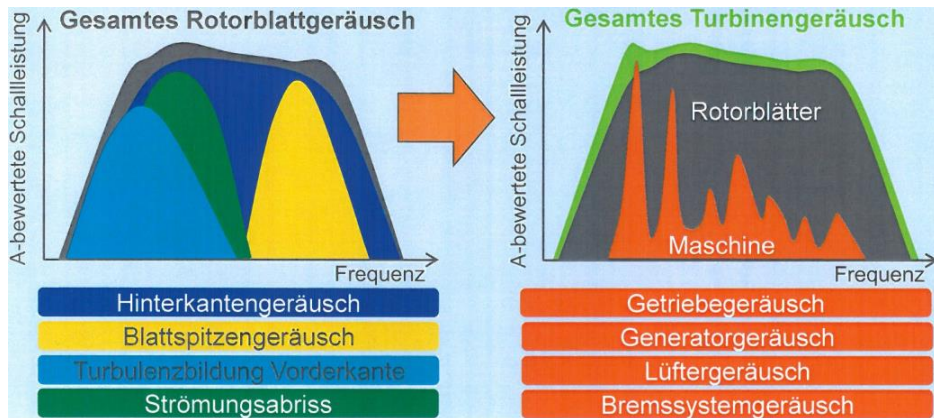 Gesamtes Rotorblattgeräusch
A-bewertete Schallleistung
Frequenz
Hinterkantengeräusch
Blattspitzengeräusch
Turbulenzbildung Vorderkante
Strömungsabriss
Gesamtes Turbinengeräusch
A-bewertete Schallleistung
Rotorblätter
Maschine
Frequenz
Getriebegeräusch
Generatorgeräusch
Lüftergeräusch
Bremssystemgeräusch